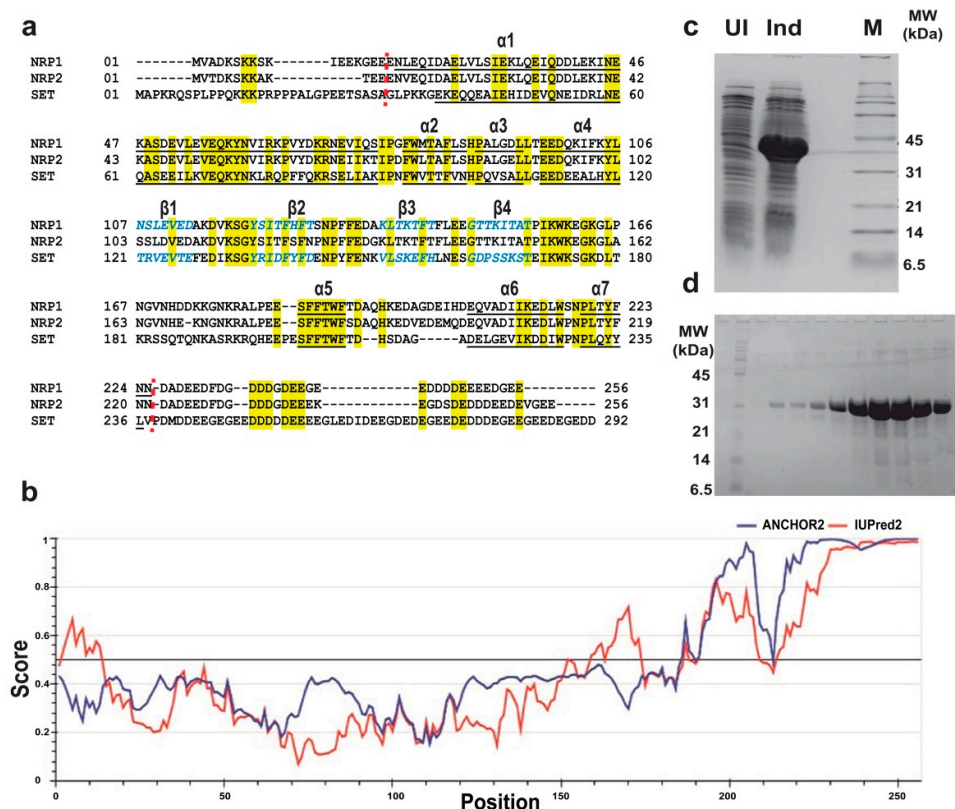 a
α1
NRP1 01 -------MVADKSKKSK-------IEEKGEEENLEQIDAELVLSIEKLQEIQDDLEKINE 46
NRP2 01 -----------MVTDKSKKAK-------TEEENVEQIDAELVLSIEKLQEIQDDLEKINE 42
SET 01 MAPKRQSPLPPQKKKPRPPPALGPEETSASAGLPKKGEKEQQEAIEHIDEVQNEIDRLNE 60
α2 α3 α4
NRP1 47 KASDEVLEVEQKYNVIRKPVYDKRNEVIQSIPGFWMTAFLSHPALGDLLTEEDQKIFKYL 106
NRP2 43 KASDEVLEVEQKYNVIRKPVYDKRNEIIKTIPDFWLTAFLSHPALGELLTEEDQKIFKYL 102
SET 61 QASEEILKVEQKYNKLRQPFFQKRSELIAKIPNFWVTTFVNHPQVSALLGEEDEEALHYL 120
β1 β2 β3 β4
NRP1 107 NSLEVEDAKDVKSGYSITFHFTSNPFFEDAKLTKTFTFLEEGTTKITATPIKWKEGKGLP 166
NRP2 103 SSLDVEDAKDVKSGYSITFSFNPNPFFEDGKLTKTFTFLEEGTTKITATPIKWKEGKGLA 162
SET 121 TRVEVTEFEDIKSGYRIDFYFDENPYFENKVLSKEFHLNESGDPSSKSTEIKWKSGKDLT 180
α5 α6 α7
NRP1 167 NGVNHDDKKGNKRALPEE--SFFTWFTDAQHKEDAGDEIHDEQVADIIKEDLWSNPLTYF 223
NRP2 163 NGVNHE-KNGNKRALPEE--SFFTWFSDAQHKEDVEDEMQDEQVADIIKEDLWPNPLTYF 219
SET 181 KRSSQTQNKASRKRQHEEPESFFTWFTD--HSDAG----ADELGEVIKDDIWPNPLQYY 235
NRP1 224 NN-DADEEDFDG--DDDGDEEGE------------EDDDDEEEEDGEE--------- 256
NRP2 220 NN-DADEEDFDG--DDDGDEEEK------------EGDSDEDDDEEDEVGEE----- 256
SET 236 LVPDMDDEEGEGEEDDDDDEEEEGLEDIDEEGDEDEGEEDEDDDEGEEGEEDEGEDD 292
b
ANCHOR2 IUPred2
1
0.8
0.6
0.4
0.2
0
Score
0 50 100 150 200 250
Position
c
UI Ind M
MW
(kDa)
45
31
21
14
6.5
d
MW
(kDa)
45
31
21
14
6.5